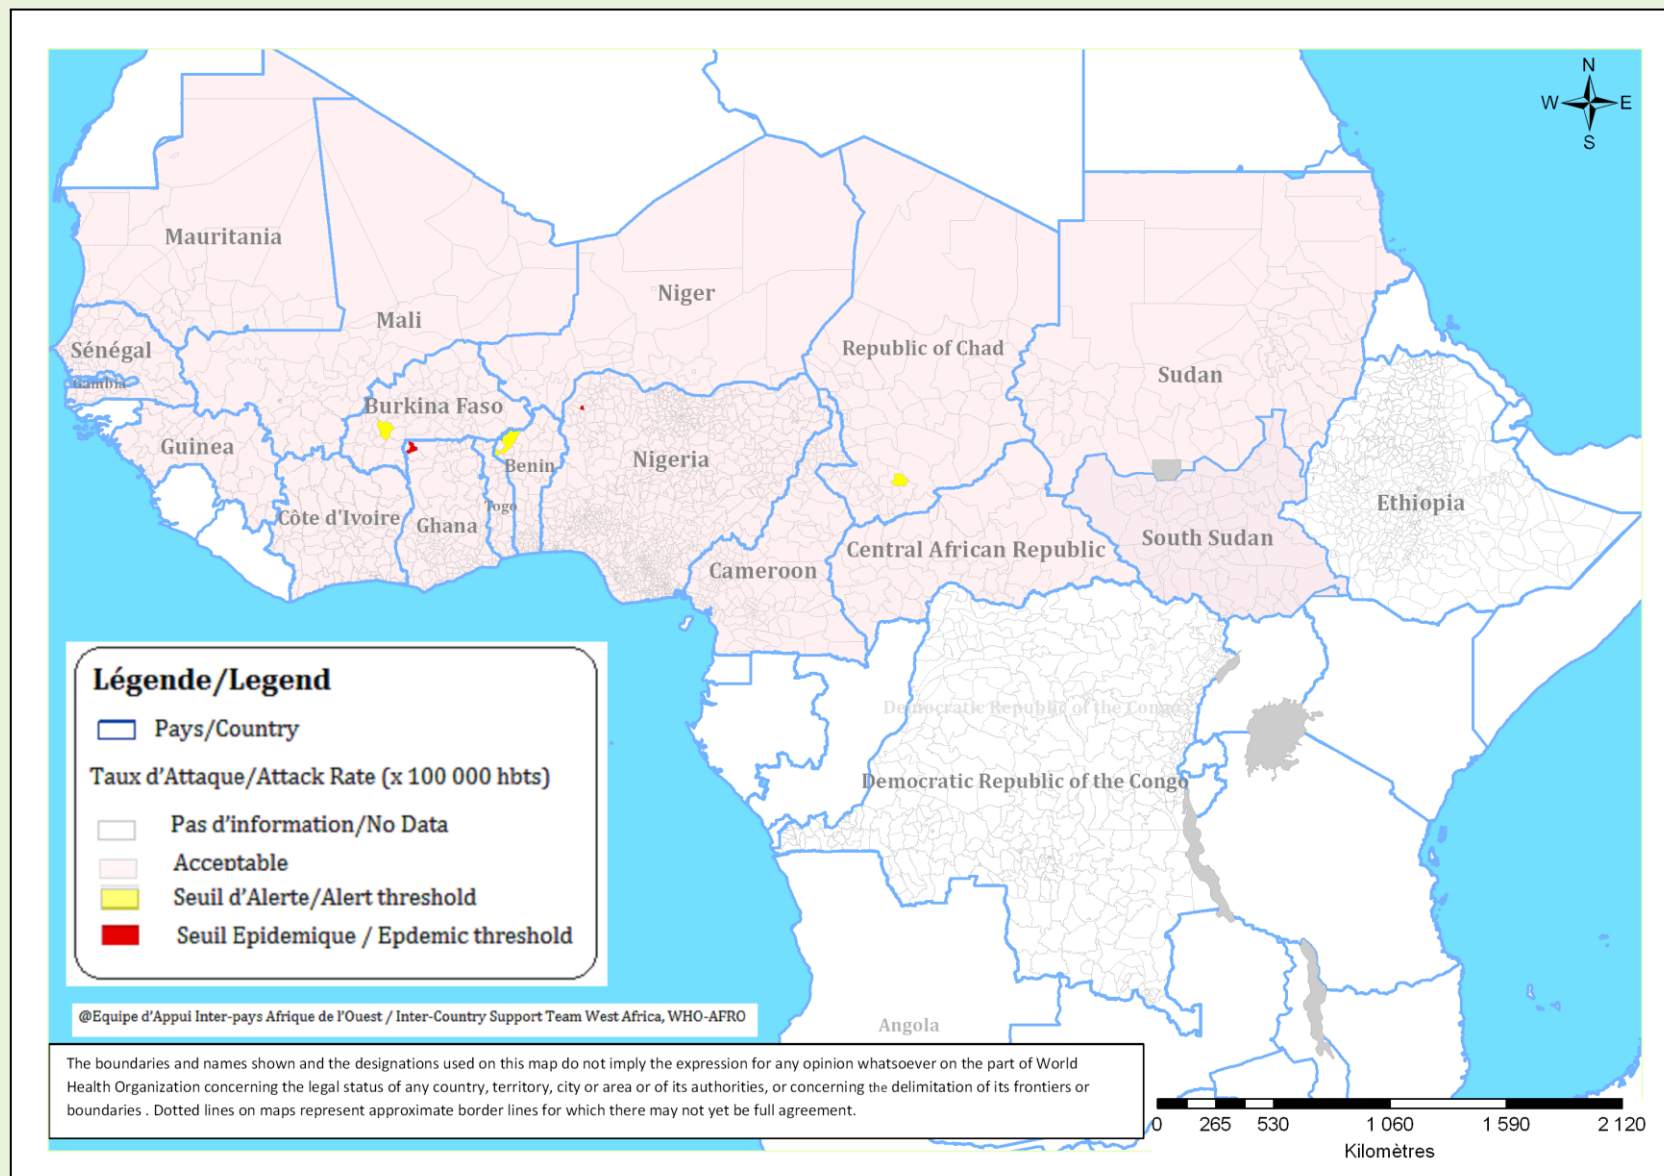 N
W E
S
Mauritania
Mali
Niger
Sénégal
Gambia
Republic of Chad
Sudan
Burkina Faso
Guinea
Benin
Nigeria
Togo
Côte d'Ivoire
Ghana
Ethiopia
South Sudan
Central African Republic
Cameroon
Democratic Republic of the Congo
Democratic Republic of the Congo
Angola
Légende/Legend
Pays/Country
Taux d'Attaque/Attack Rate (x 100 000 hbts)
Pas d'information/No Data
Acceptable
Seuil d'Alerte/Alert threshold
Seuil Epidemique / Epdemic threshold
@Equipe d'Appui Inter-pays Afrique de l'Ouest / Inter-Country Support Team West Africa, WHO-AFRO
The boundaries and names shown and the designations used on this map do not imply the expression for any opinion whatsoever on the part of World
Health Organization concerning the legal status of any country, territory, city or area or of its authorities, or concerning the delimitation of its frontiers or
boundaries . Dotted lines on maps represent approximate border lines for which there may not yet be full agreement.
0 265 530 1 060 1 590 2 120
Kilomètres